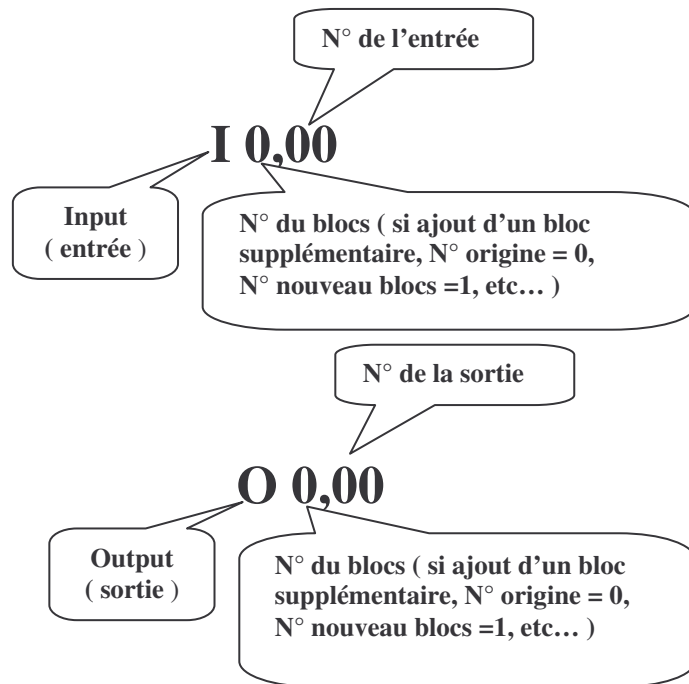 N° de l’entrée
I 0,00
Input
( entrée )
N° du blocs ( si ajout d’un bloc
supplémentaire, N° origine = 0,
N° nouveau blocs =1, etc… )
N° de la sortie
O 0,00
Output
( sortie )
N° du blocs ( si ajout d’un bloc
supplémentaire, N° origine = 0,
N° nouveau blocs =1, etc… )